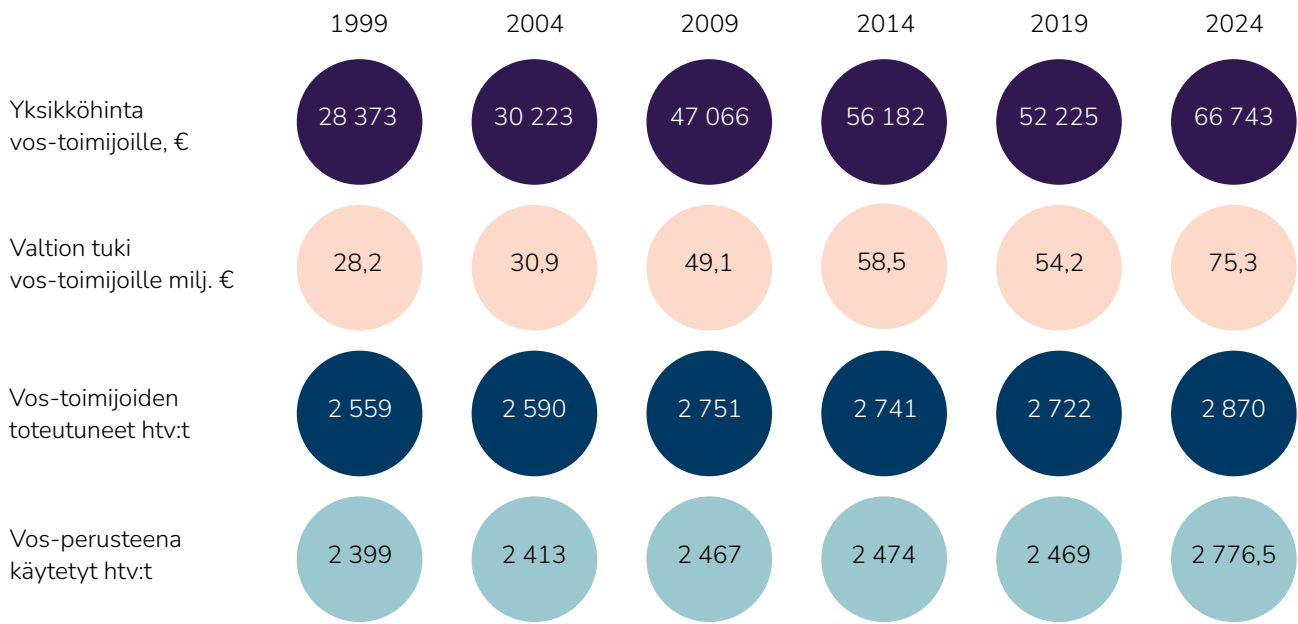 1999 2004 2009 2014 2019 2024
Yksikköhinta
vos-toimijoille, €
28 373 30 223 47 066 56 182 52 225 66 743
Valtion tuki
vos-toimijoille milj. €
28,2 30,9 49,1 58,5 54,2 75,3
Vos-toimijoiden
toteutuneet htv:t
2 559 2 590 2 751 2 741 2 722 2 870
Vos-perusteena
käytetyt htv:t
2 399 2 413 2 467 2 474 2 469 2 776,5